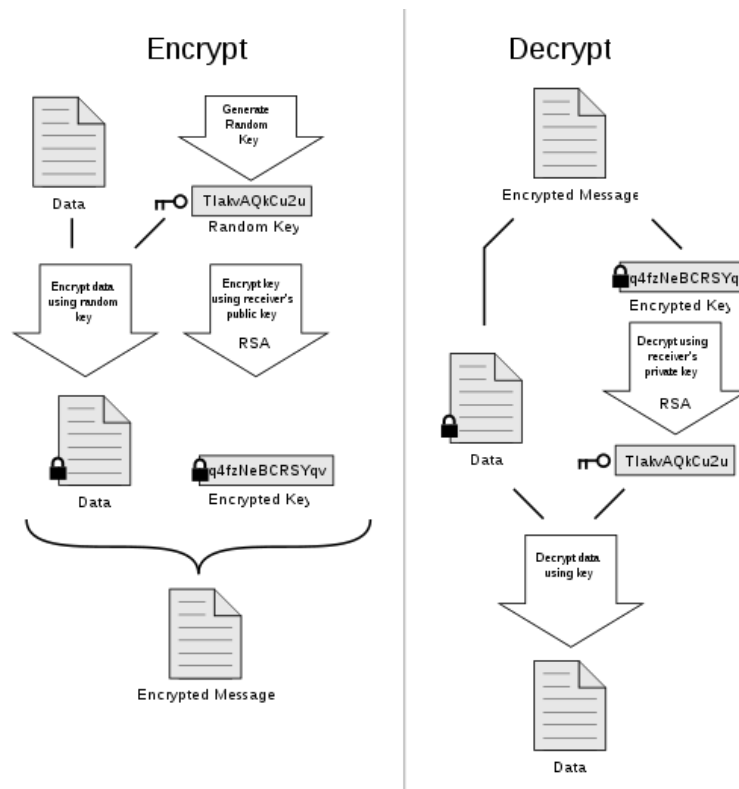 Encrypt
Generate
Random
Key
Data
TIakvAQkCu2u
Random Key
Encrypt data
using random
key
Encrypt key
using receiver's
public key
RSA
Data
q4fzNeBCRSYqv
Encrypted Key
Encrypted Message
Decrypt
Encrypted Message
q4fzNeBCRSYq
Encrypted Key
Decrypt using
receiver's
private key
RSA
Data
TIakvAQkCu2u
Decrypt data
using key
Data